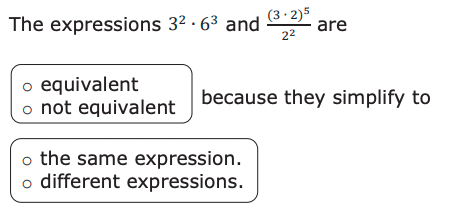 The expressions 3² · 6³ and (3 · 2)⁵ / 2² are
○ equivalent
○ not equivalent
because they simplify to
○ the same expression.
○ different expressions.